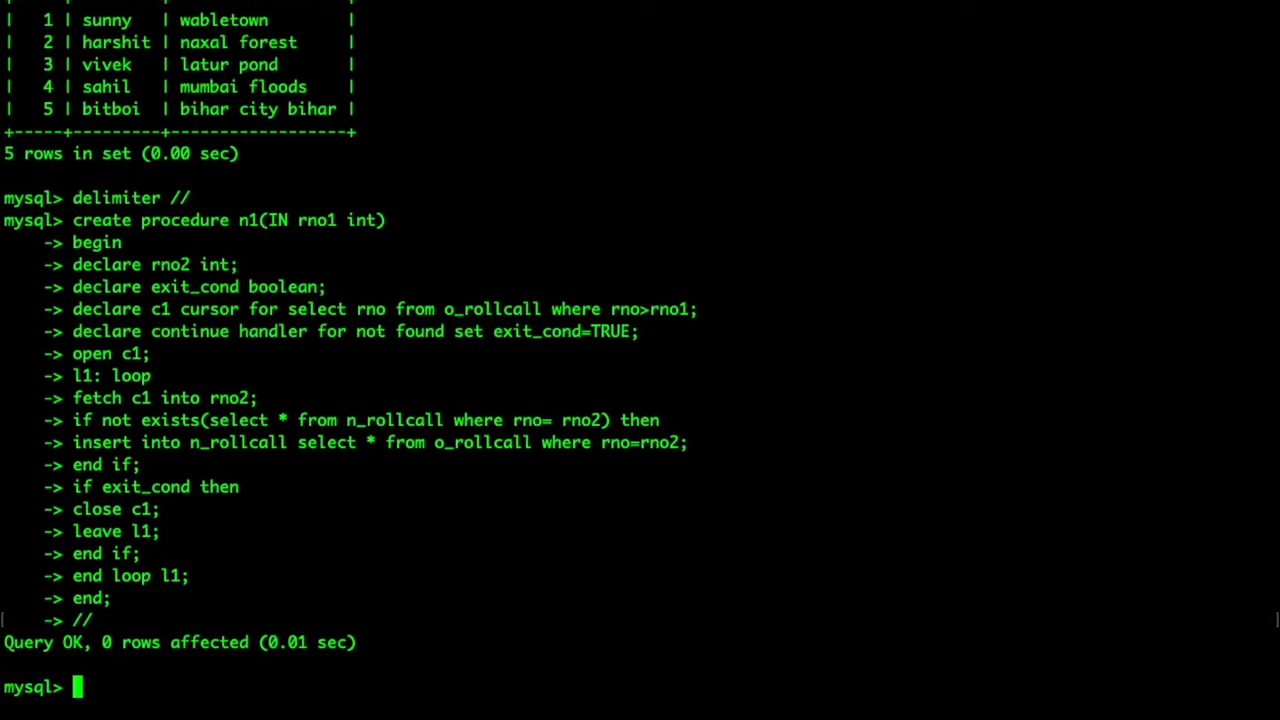 |   1 | sunny   | wabletown        |
|   2 | harshit | naxal forest     |
|   3 | vivek   | latur pond       |
|   4 | sahil   | mumbai floods    |
|   5 | bitboi  | bihar city bihar |
+-----+---------+------------------+
5 rows in set (0.00 sec)
mysql> delimiter //
mysql> create procedure n1(IN rno1 int)
    -> begin
    -> declare rno2 int;
    -> declare exit_cond boolean;
    -> declare c1 cursor for select rno from o_rollcall where rno>rno1;
    -> declare continue handler for not found set exit_cond=TRUE;
    -> open c1;
    -> l1: loop
    -> fetch c1 into rno2;
    -> if not exists(select * from n_rollcall where rno= rno2) then
    -> insert into n_rollcall select * from o_rollcall where rno=rno2;
    -> end if;
    -> if exit_cond then
    -> close c1;
    -> leave l1;
    -> end if;
    -> end loop l1;
    -> end;
[    -> //                                                                                                                       ]
Query OK, 0 rows affected (0.01 sec)
mysql>